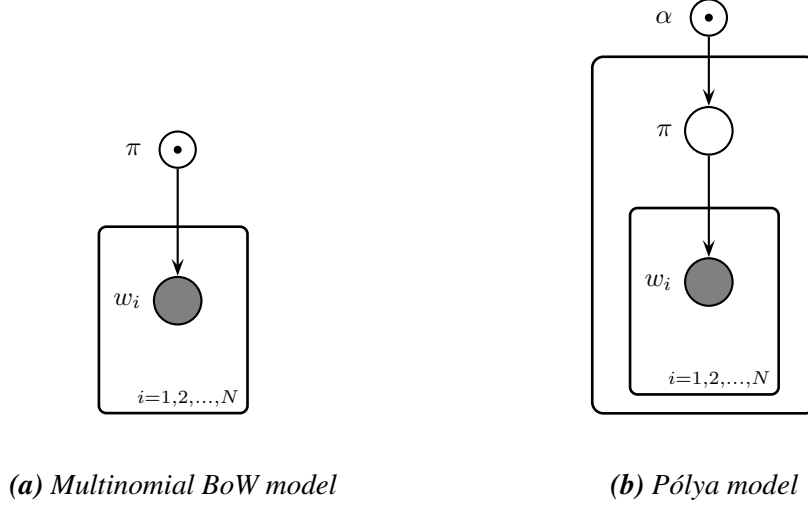 π
w_i
i=1,2,...,N
(a) Multinomial BoW model
α
π
w_i
i=1,2,...,N
(b) Pólya model